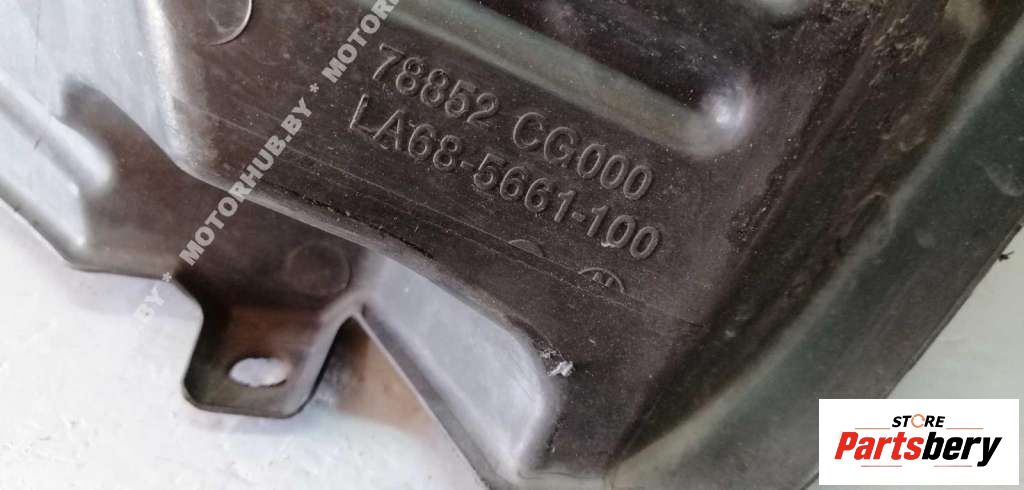 78852 CG000
LA68-5661-100
BY * MOTORHUB.BY * MOTORHUB.BY * MOTOR
STORE
Partsbery